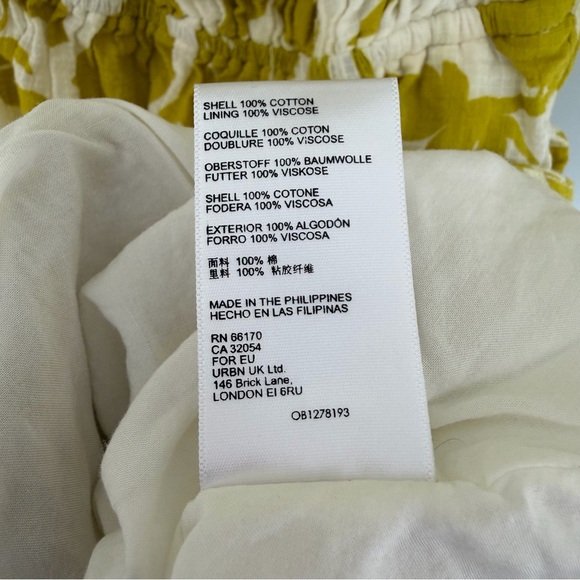 SHELL 100% COTTON
LINING 100% VISCOSE
COQUILLE 100% COTON
DOUBLURE 100% VISCOSE
OBERSTOFF 100% BAUMWOLLE
FUTTER 100% VISKOSE
SHELL 100% COTONE
FODERA 100% VISCOSA
EXTERIOR 100% ALGODÓN
FORRO 100% VISCOSA
面料 100% 棉
里料 100% 粘胶纤维
MADE IN THE PHILIPPINES
HECHO EN LAS FILIPINAS
RN 66170
CA 32054
FOR EU
URBN UK Ltd.
146 Brick Lane,
LONDON EI 6RU
OB1278193